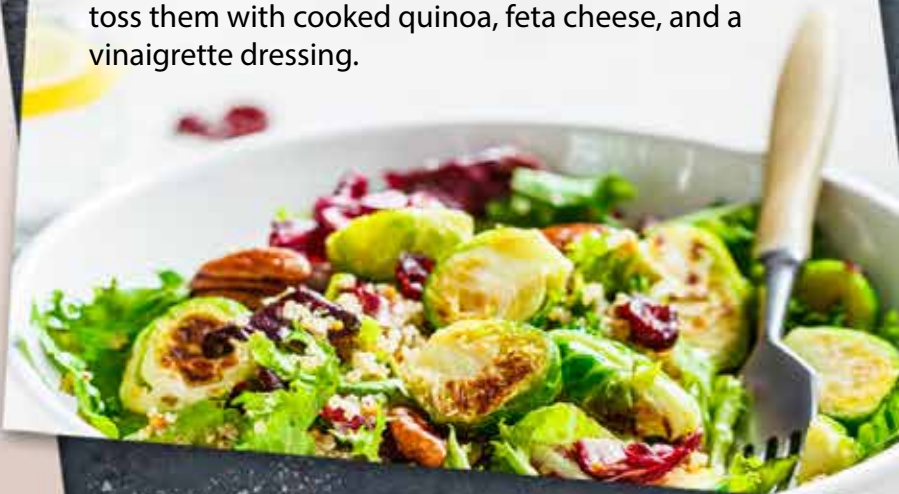 toss them with cooked quinoa, feta cheese, and a
vinaigrette dressing.